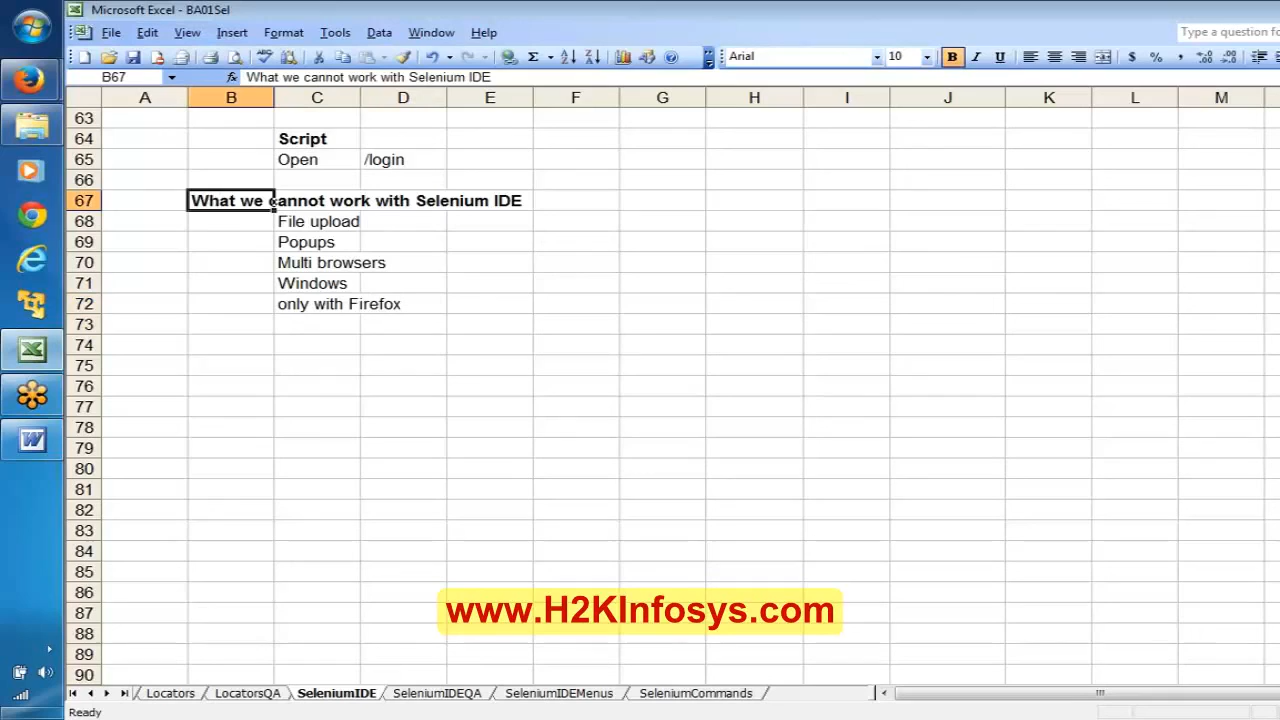 Microsoft Excel - BA01Sel
File Edit View Insert Format Tools Data Window Help
Type a question fo
Arial 10 B I U $ % ,
B67 fx What we cannot work with Selenium IDE
A B C D E F G H I J K L M
63
64 Script
65 Open /login
66
67 What we cannot work with Selenium IDE
68 File upload
69 Popups
70 Multi browsers
71 Windows
72 only with Firefox
73
74
75
76
77
78
79
80
81
82
83
84
85
86
87
www.H2KInfosys.com
88
89
90
Locators LocatorsQA SeleniumIDE SeleniumIDEQA SeleniumIDEMenus SeleniumCommands
Ready